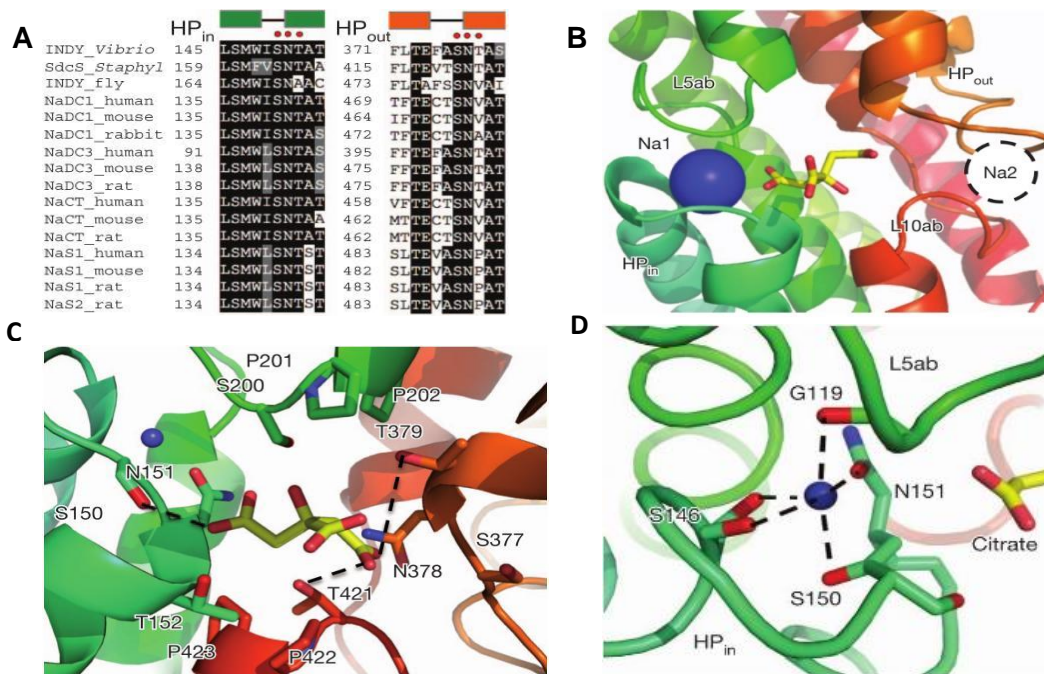 A
HPin
HPout
INDY_Vibrio 145 LSMWISNTAT 371 FLTEFASNTAS
SdcS_Staphyl 159 LSMFVSNTAA 415 FLTEVTSNTAT
INDY_fly 164 LSMWISNAAC 473 FLTAFSSNVAI
NaDC1_human 135 LSMWISNTAT 469 TFTECTSNTAT
NaDC1_mouse 135 LSMWISNTAT 464 IFTECTSNVAT
NaDC1_rabbit 135 LSMWISNTAS 472 TFTECTSNVAT
NaDC3_human 91 LSMWLSNTAS 395 FFTEFASNTAT
NaDC3_mouse 138 LSMWLSNTAS 475 FFTEFASNTAT
NaDC3_rat 138 LSMWLSNTAS 475 FFTEFASNTAT
NaCT_human 135 LSMWISNTAT 458 VFTECTSNVAT
NaCT_mouse 135 LSMWISNTAA 462 MTTECTSNVAT
NaCT_rat 135 LSMWISNTAT 462 MTTECTSNVAT
NaS1_human 134 LSMWLSNTST 483 SLTEVASNPAT
NaS1_mouse 134 LSMWLSNTST 482 SLTEVASNPAT
NaS1_rat 134 LSMWLSNTST 483 SLTEVASNPAT
NaS2_rat 134 LSMWLSNTST 483 SLTEVASNPAT
B
L5ab
HPout
Na1
Na2
L10ab
HPin
C
P201
S200
P202
T379
N151
S150
S377
N378
T421
T152
P423
P422
D
L5ab
G119
N151
S146
Citrate
S150
HPin